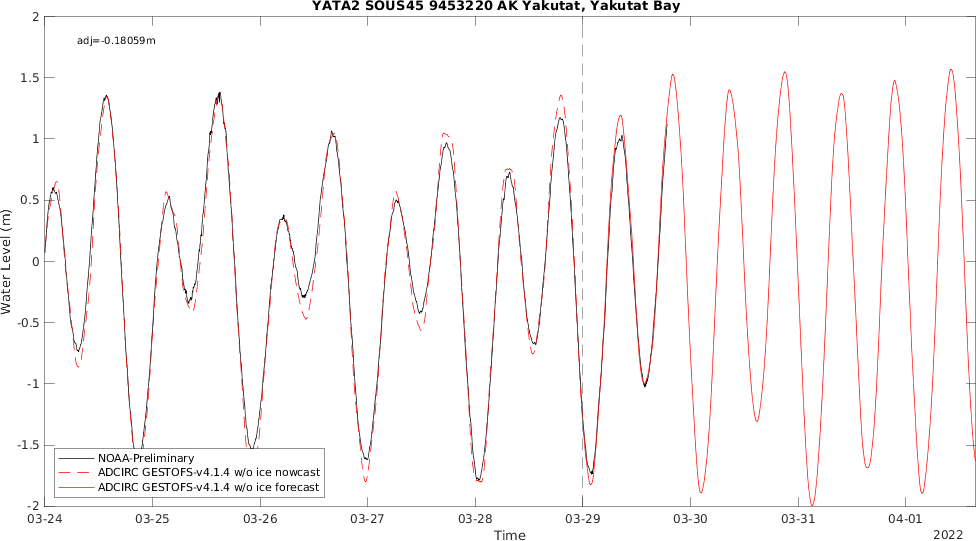 YATA2 SOUS45 9453220 AK Yakutat, Yakutat Bay
adj=-0.18059m
2
1.5
1
0.5
0
-0.5
-1
-1.5
-2
Water Level (m)
NOAA-Preliminary
ADCIRC GESTOFS-v4.1.4 w/o ice nowcast
ADCIRC GESTOFS-v4.1.4 w/o ice forecast
03-24 03-25 03-26 03-27 03-28 03-29 03-30 03-31 04-01
Time
2022